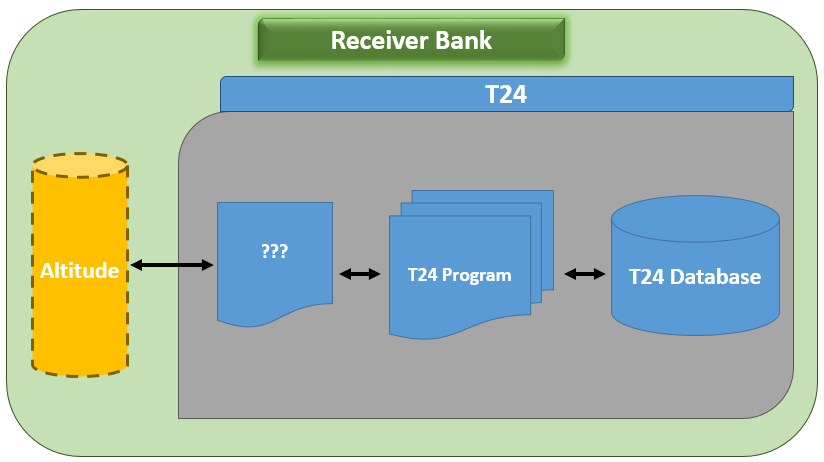 Receiver Bank
T24
Altitude
???
T24 Program
T24 Database